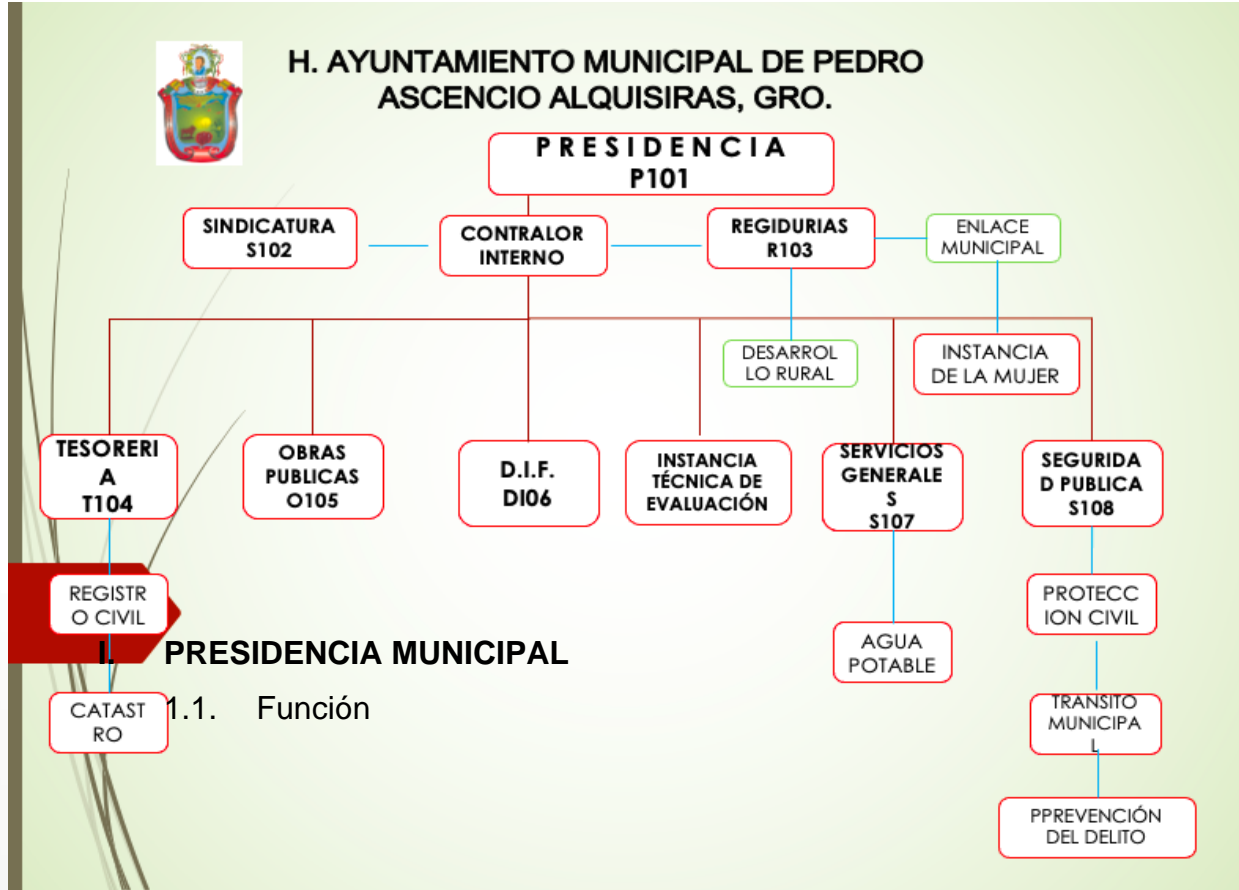 H. AYUNTAMIENTO MUNICIPAL DE PEDRO
ASCENCIO ALQUISIRAS, GRO.
P R E S I D E N C I A
P101
SINDICATURA
S102
CONTRALOR
INTERNO
REGIDURIAS
R103
ENLACE
MUNICIPAL
DESARROL
LO RURAL
INSTANCIA
DE LA MUJER
TESORERI
A
T104
OBRAS
PUBLICAS
O105
D.I.F.
DI06
INSTANCIA
TÉCNICA DE
EVALUACIÓN
SERVICIOS
GENERALE
S
S107
SEGURIDA
D PUBLICA
S108
REGISTR
O CIVIL
PROTECC
ION CIVIL
AGUA
POTABLE
I. PRESIDENCIA MUNICIPAL
1.1. Función
CATAST
RO
TRANSITO
MUNICIPA
L
PPREVENCIÓN
DEL DELITO